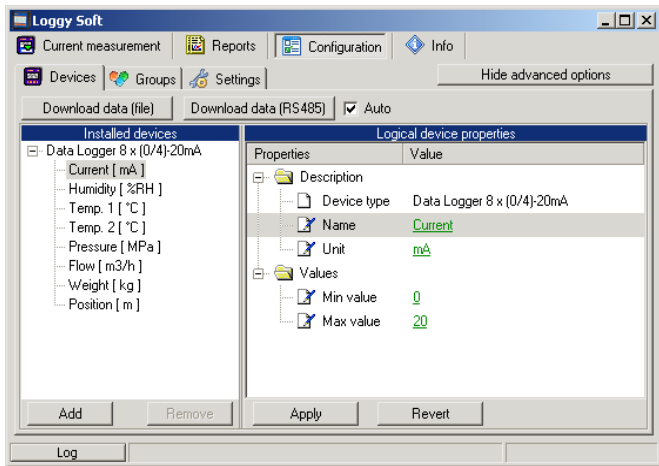 Loggy Soft
Current measurement Reports Configuration Info
Devices Groups Settings Hide advanced options
Download data (file) Download data (RS485) Auto
Installed devices
Data Logger 8 x (0/4)-20mA
Current [ mA ]
Humidity [ %RH ]
Temp. 1 [ °C ]
Temp. 2 [ °C ]
Pressure [ MPa ]
Flow [ m3/h ]
Weight [ kg ]
Position [ m ]
Add Remove
Logical device properties
Properties Value
Description
Device type Data Logger 8 x (0/4)-20mA
Name Current
Unit mA
Values
Min value 0
Max value 20
Apply Revert
Log